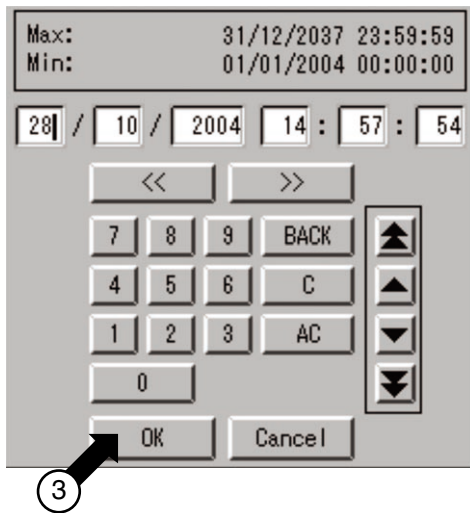 Max: 31/12/2037 23:59:59
Min: 01/01/2004 00:00:00
28 / 10 / 2004 14 : 57 : 54
<< >>
7 8 9 BACK
4 5 6 C
1 2 3 AC
0
OK Cancel
3